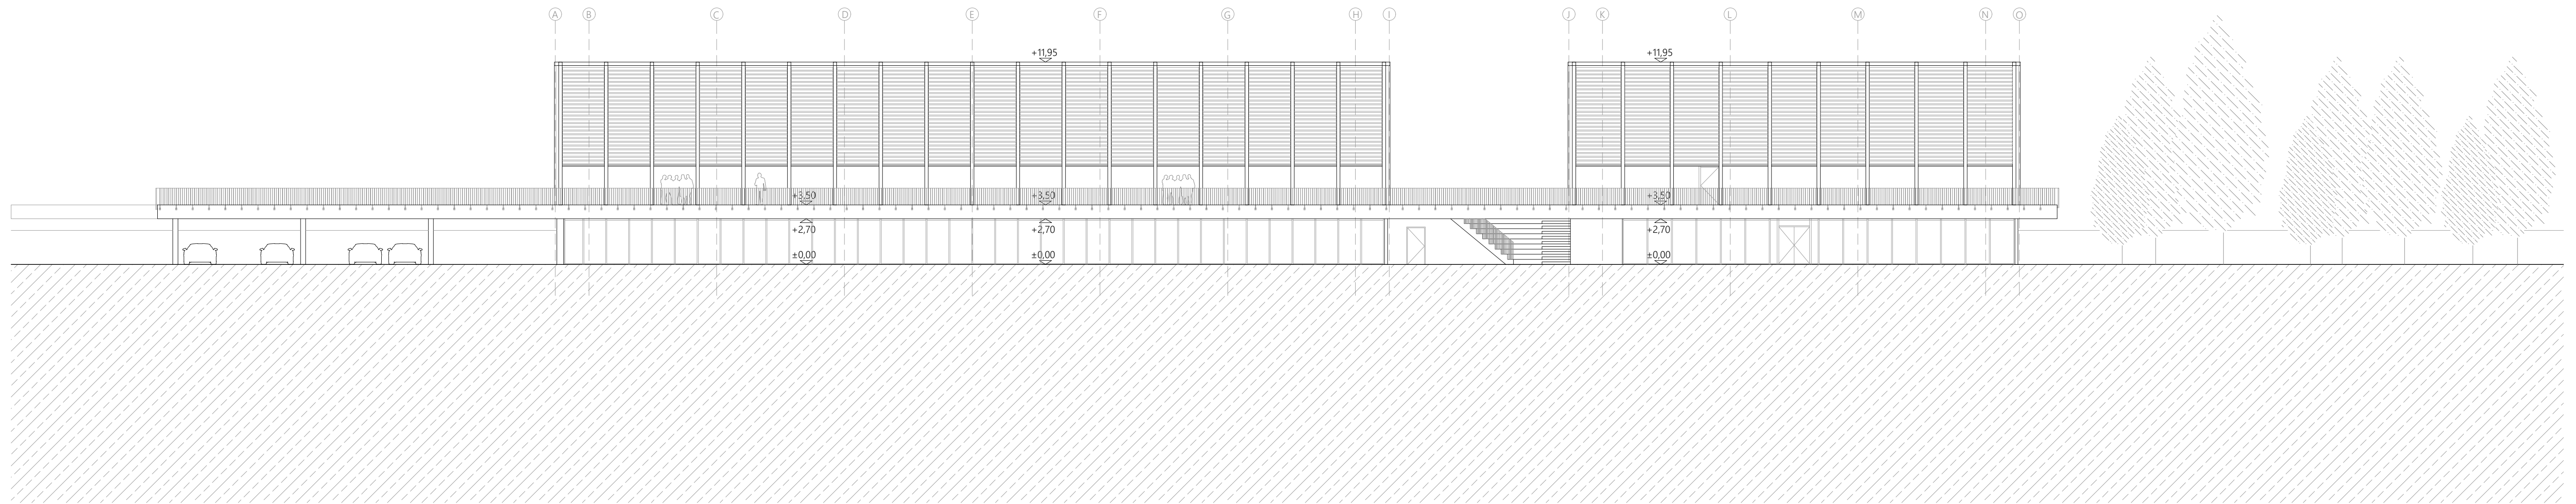 A B C D E F G H I J K L M N O
+11,95 +11,95
+3,50 +3,50 +3,50
+2,70 +2,70 +2,70
±0,00 ±0,00 ±0,00